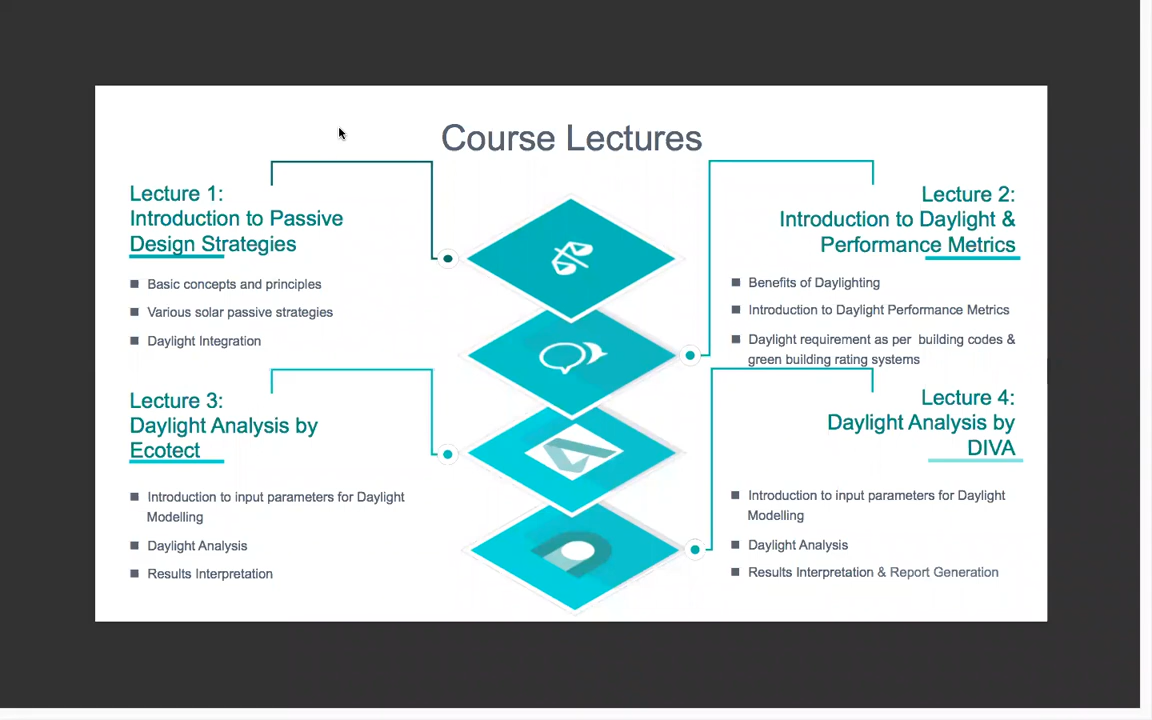 Course Lectures
Lecture 1:
Introduction to Passive
Design Strategies
Basic concepts and principles
Various solar passive strategies
Daylight Integration
Lecture 2:
Introduction to Daylight &
Performance Metrics
Benefits of Daylighting
Introduction to Daylight Performance Metrics
Daylight requirement as per building codes &
green building rating systems
Lecture 3:
Daylight Analysis by
Ecotect
Introduction to input parameters for Daylight
Modelling
Daylight Analysis
Results Interpretation
Lecture 4:
Daylight Analysis by
DIVA
Introduction to input parameters for Daylight
Modelling
Daylight Analysis
Results Interpretation & Report Generation